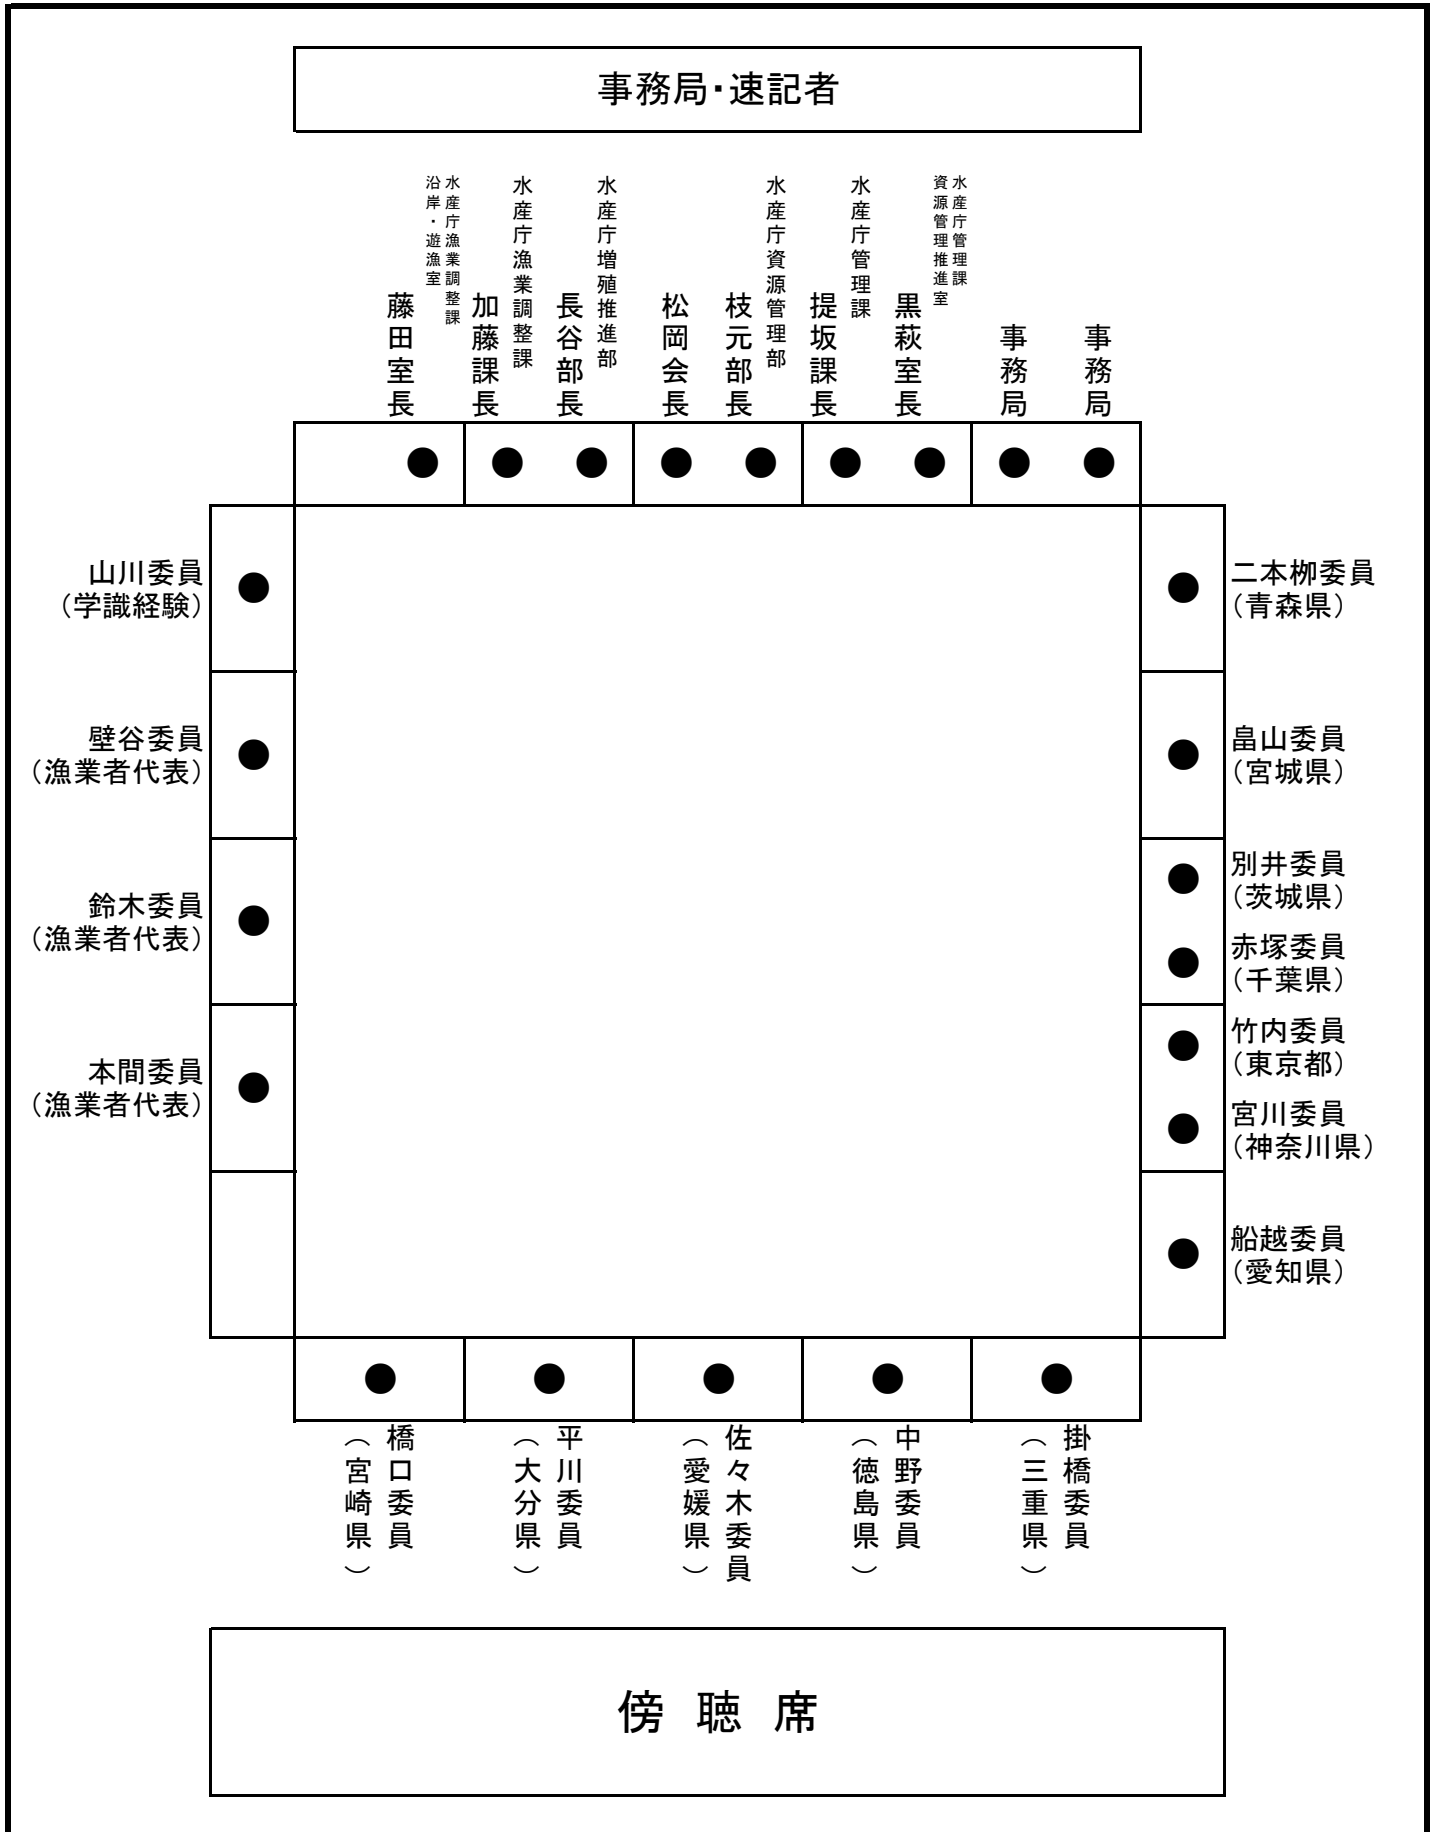 事務局・速記者
水産庁漁業調整課
沿岸・遊漁室
藤田室長
水産庁漁業調整課
加藤課長
水産庁増殖推進部
長谷部長
松岡会長
水産庁資源管理部
枝元部長
水産庁管理課
提坂課長
水産庁管理課
資源管理推進室
黒萩室長
事務局
事務局
山川委員
（学識経験）
壁谷委員
（漁業者代表）
鈴木委員
（漁業者代表）
本間委員
（漁業者代表）
二本栁委員
（青森県）
畠山委員
（宮城県）
別井委員
（茨城県）
赤塚委員
（千葉県）
竹内委員
（東京都）
宮川委員
（神奈川県）
船越委員
（愛知県）
橋口委員
（宮崎県）
平川委員
（大分県）
佐々木委員
（愛媛県）
中野委員
（徳島県）
掛橋委員
（三重県）
傍 聴 席